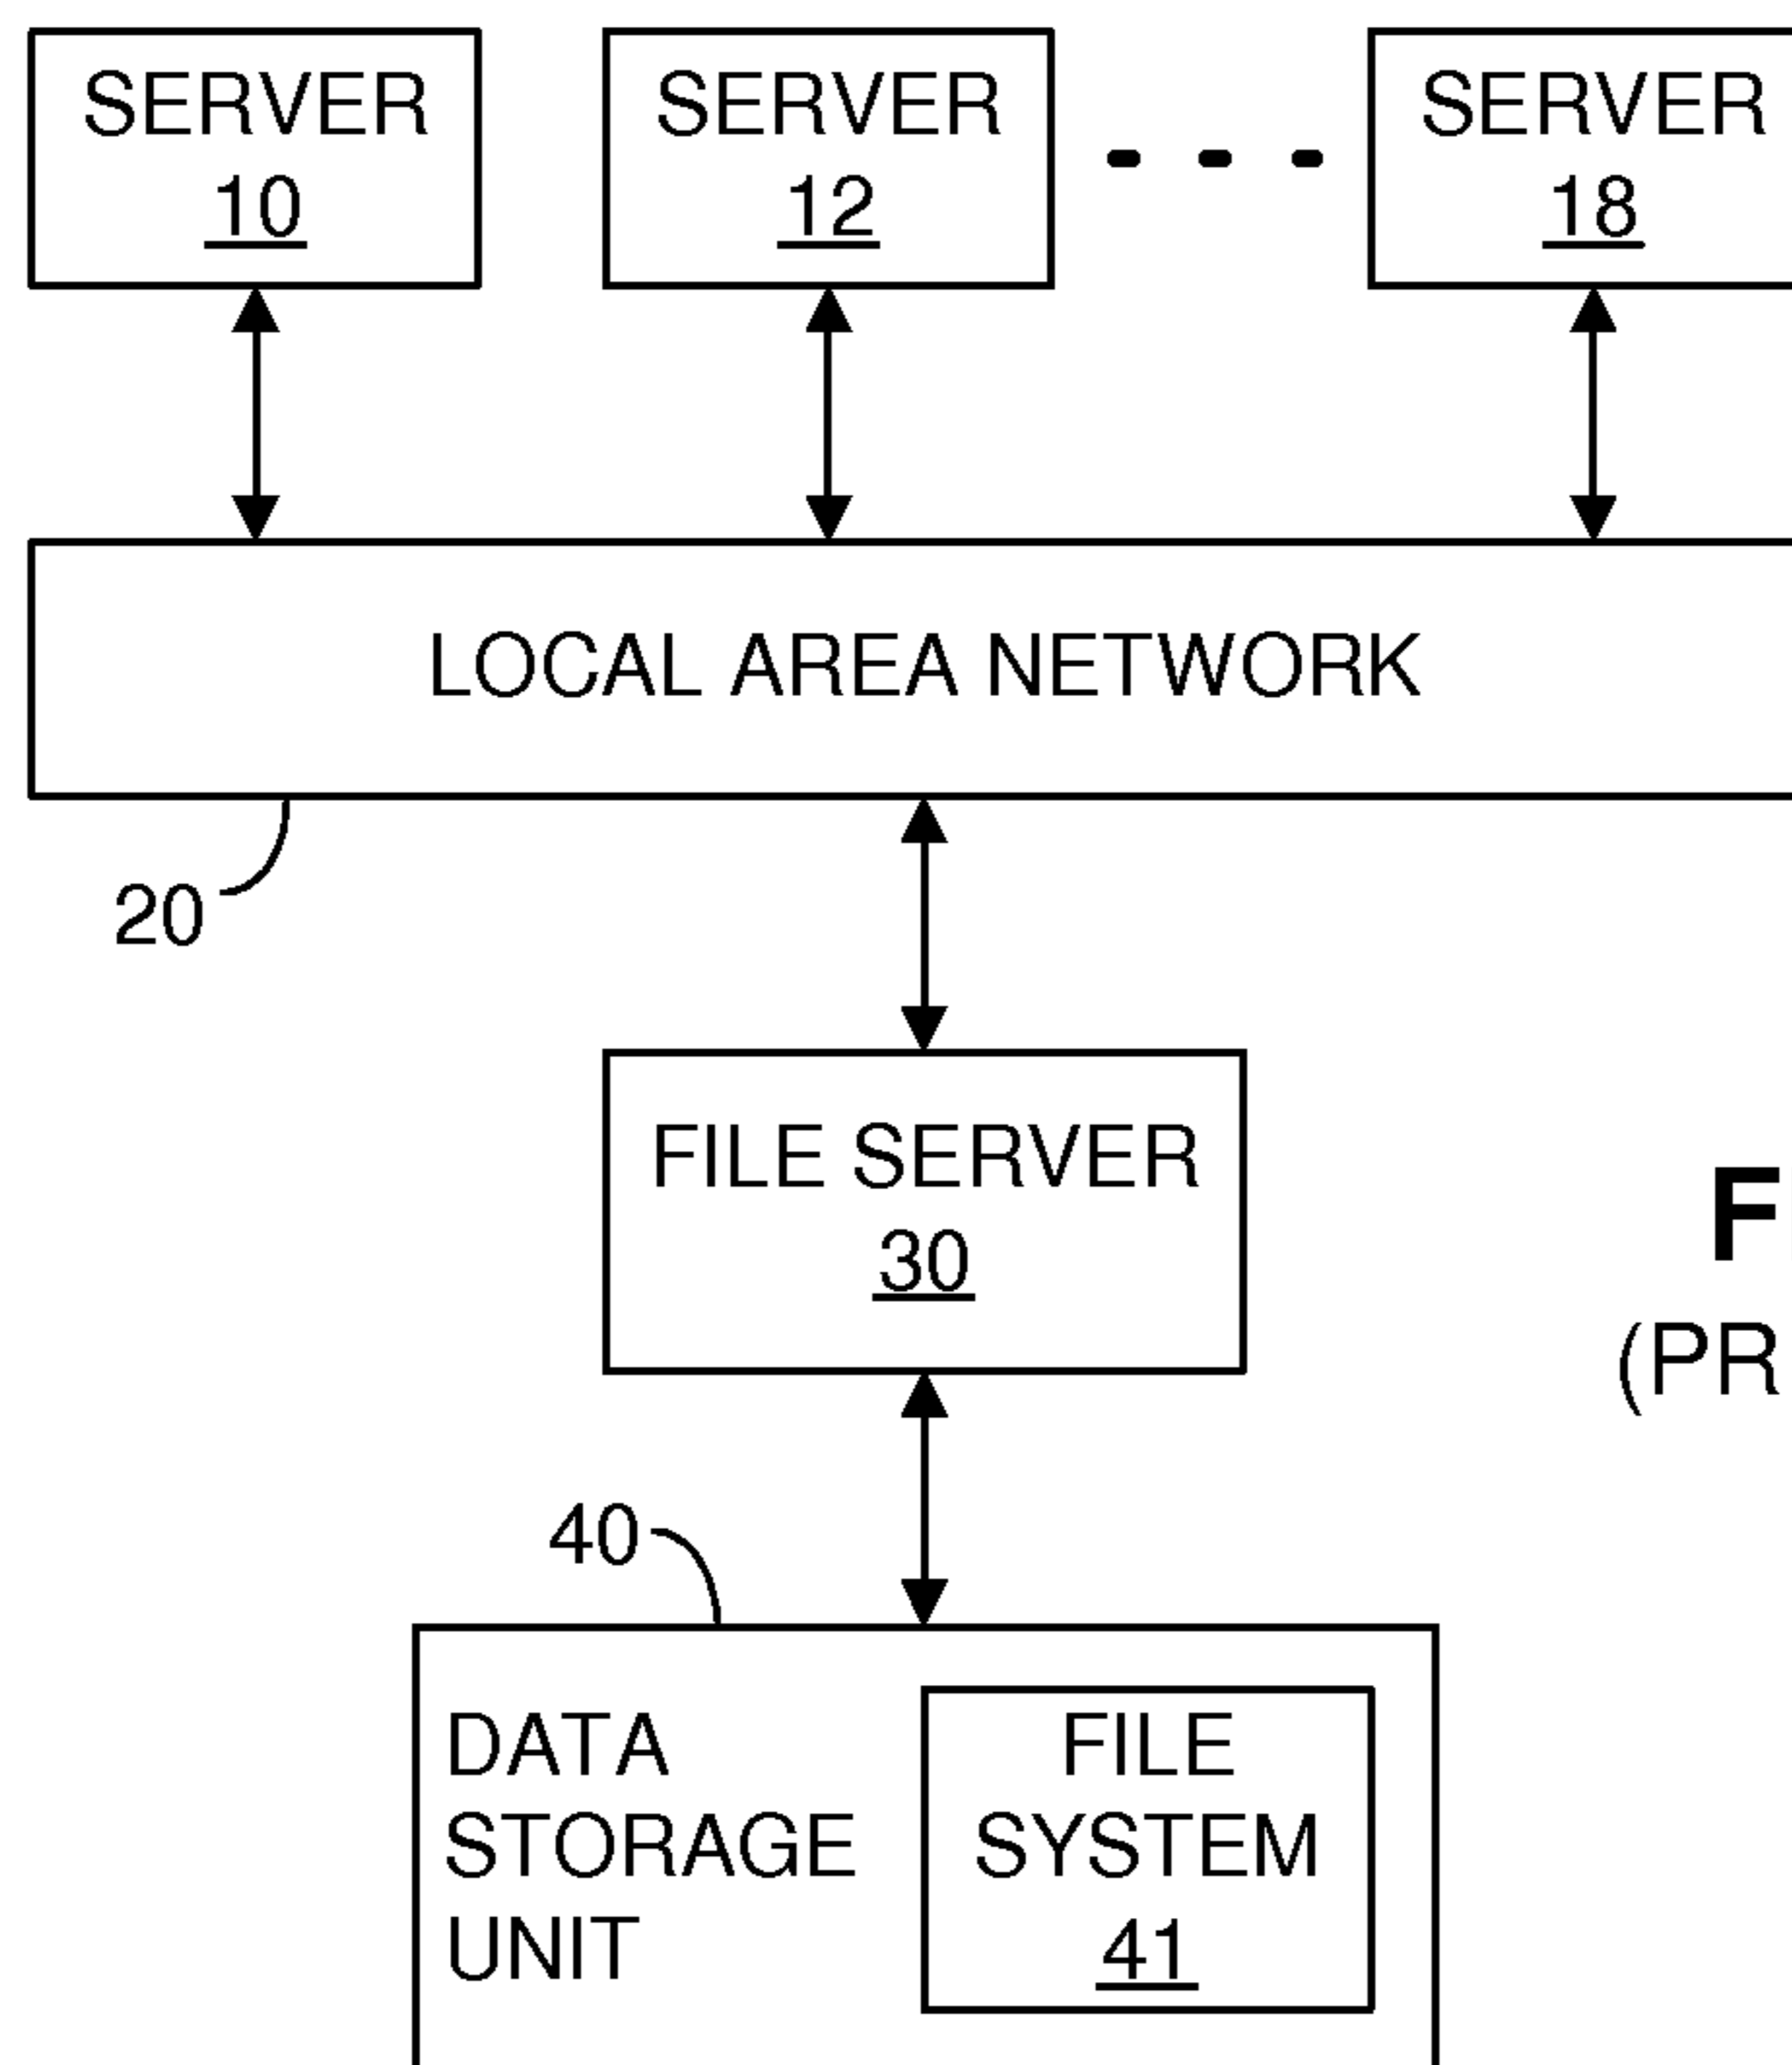 SERVER
10
SERVER
12
SERVER
18
LOCAL AREA NETWORK
20
FILE SERVER
30
F
(PR
40
DATA
STORAGE
UNIT
FILE
SYSTEM
41